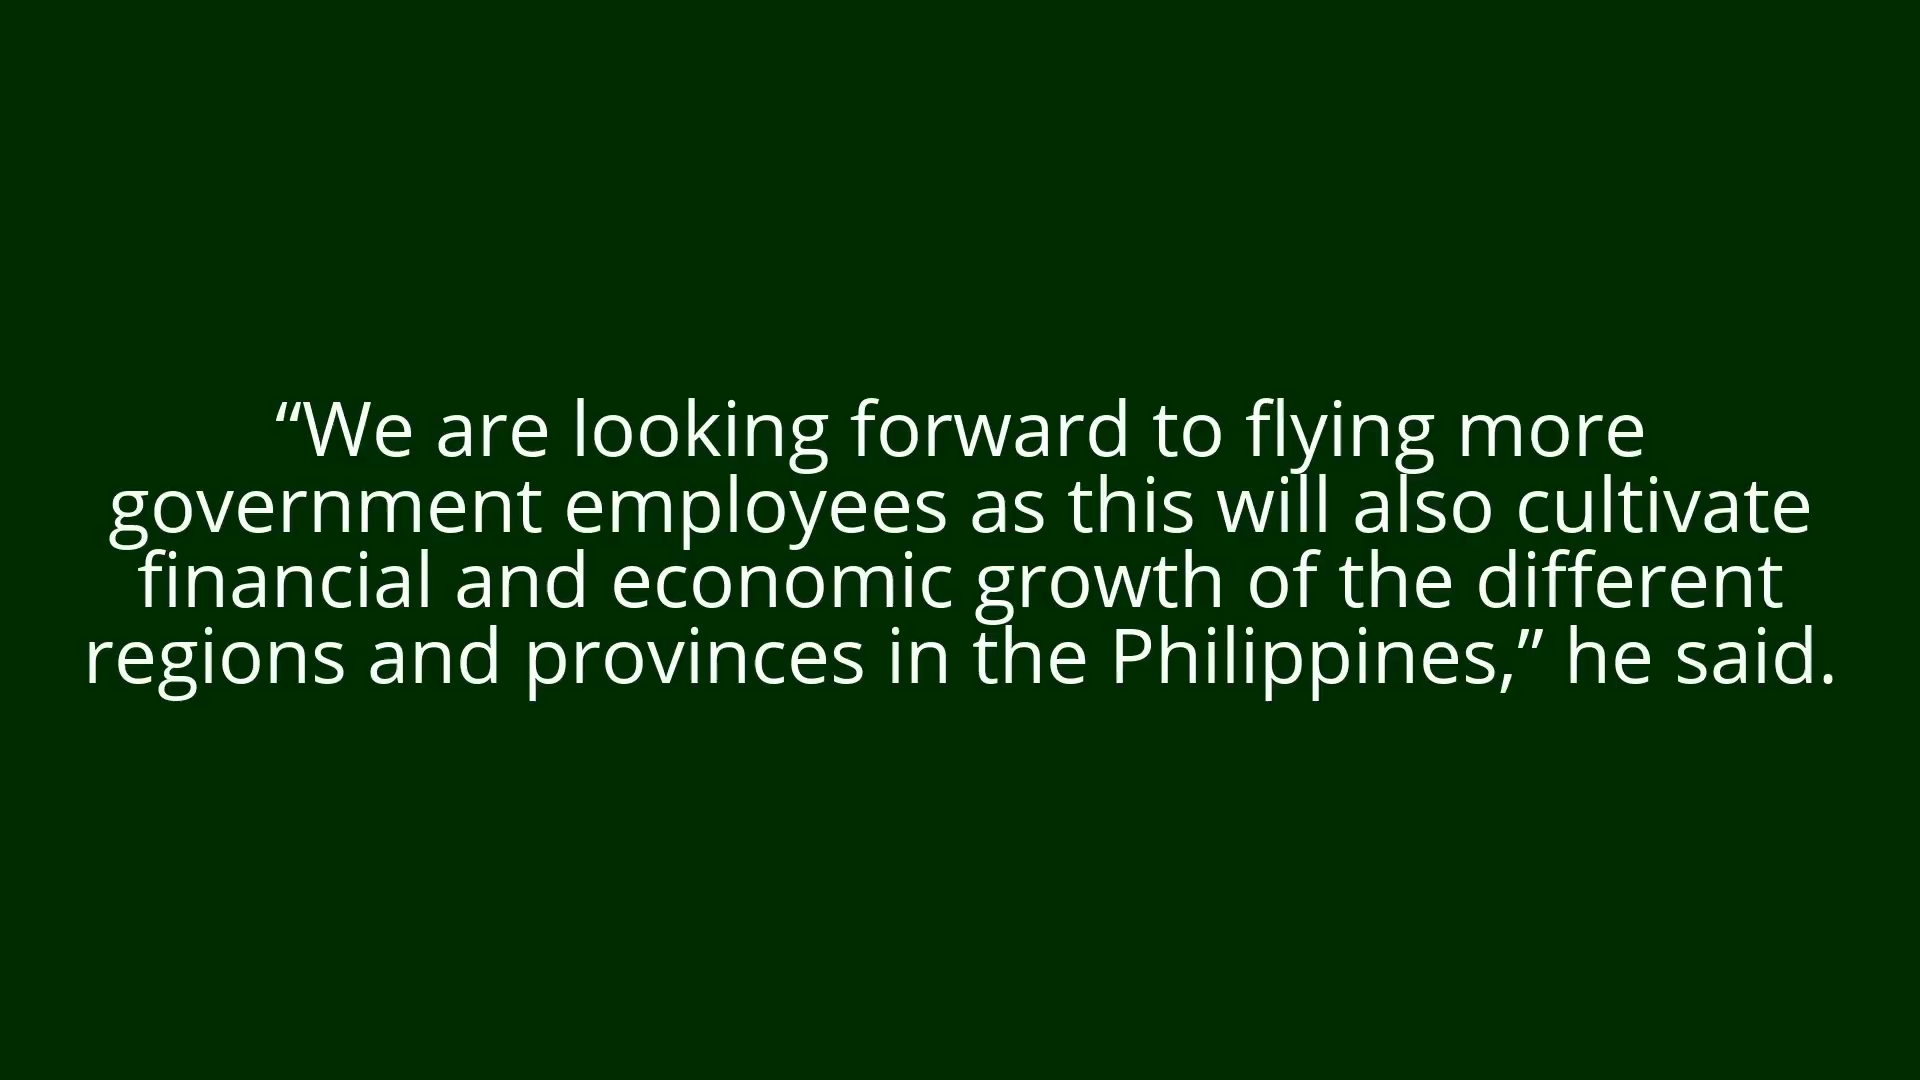 “We are looking forward to flying more
government employees as this will also cultivate
financial and economic growth of the different
regions and provinces in the Philippines,” he said.